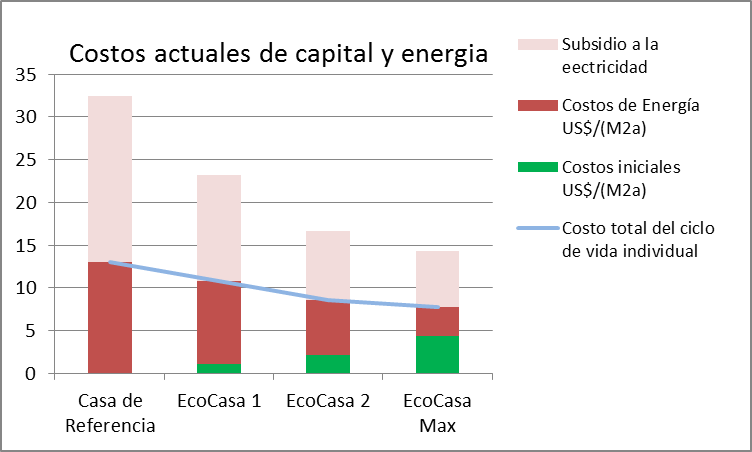 Costos actuales de capital y energia
35
30
25
20
15
10
5
0
Casa de
Referencia
EcoCasa 1
EcoCasa 2
EcoCasa
Max
Subsidio a la
eectricidad
Costos de Energía
US$/(M2a)
Costos iniciales
US$/(M2a)
Costo total del ciclo
de vida individual